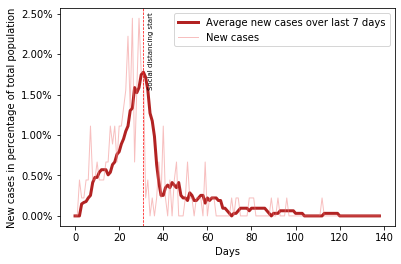 2.50%
2.00%
1.50%
1.00%
0.50%
0.00%
New cases in percentage of total population
Social distancing start
Average new cases over last 7 days
New cases
0 20 40 60 80 100 120 140
Days